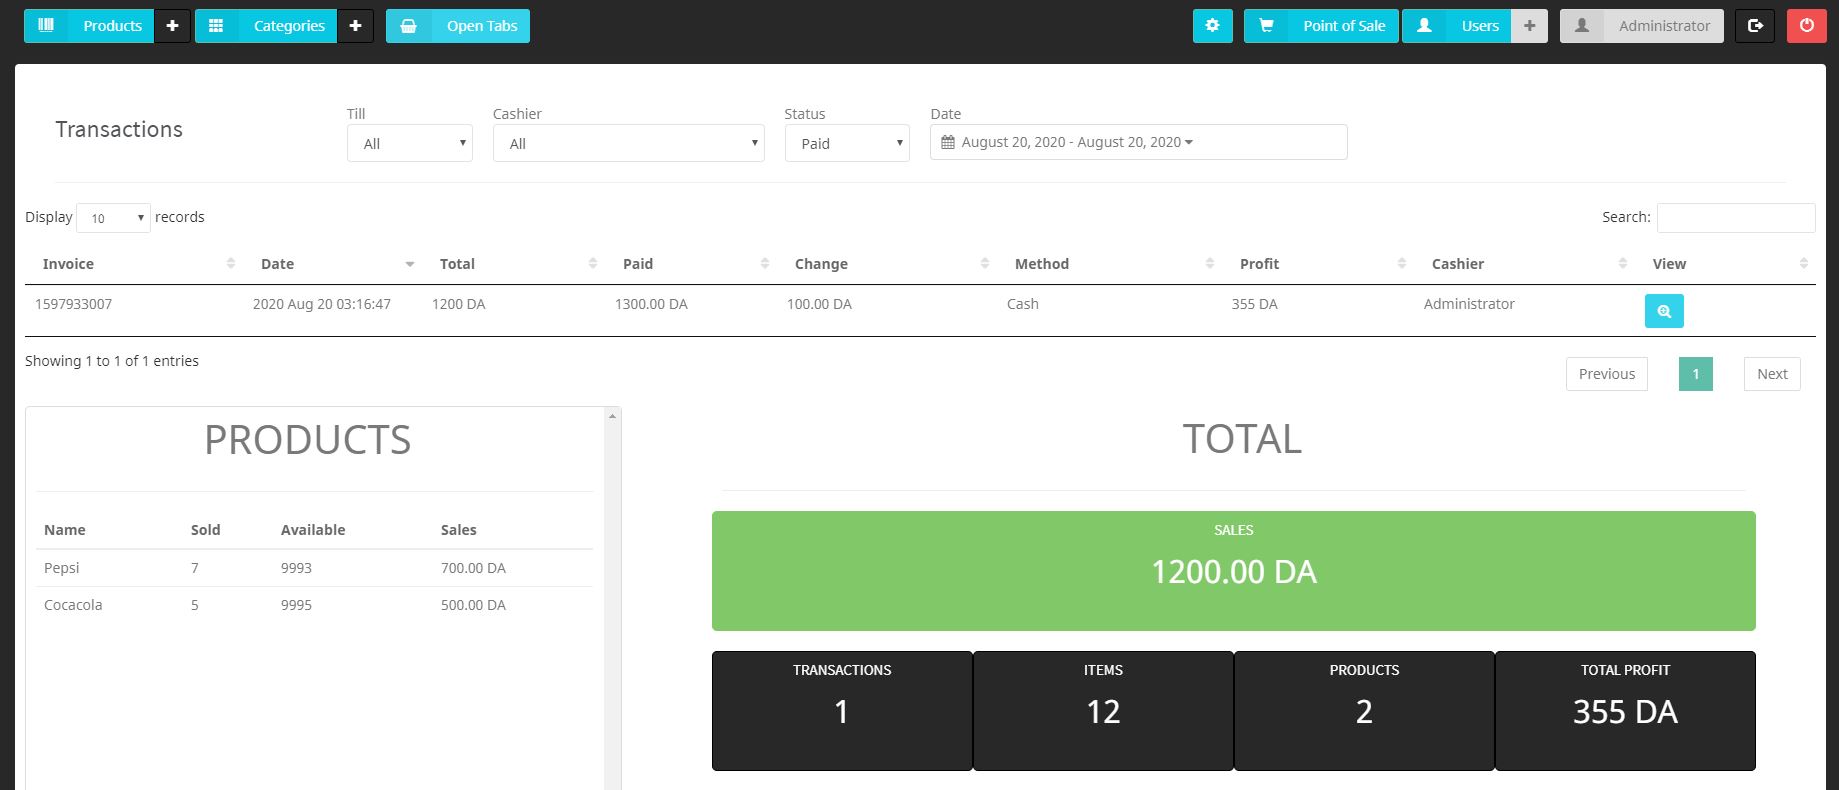 Products Categories Open Tabs Point of Sale Users Administrator
Transactions
Till Cashier Status Date
All All Paid August 20, 2020 - August 20, 2020
Display 10 records Search:
Invoice Date Total Paid Change Method Profit Cashier View
1597933007 2020 Aug 20 03:16:47 1200 DA 1300.00 DA 100.00 DA Cash 355 DA Administrator
Showing 1 to 1 of 1 entries
Previous 1 Next
PRODUCTS
Name Sold Available Sales
Pepsi 7 9993 700.00 DA
Cocacola 5 9995 500.00 DA
TOTAL
SALES
1200.00 DA
TRANSACTIONS ITEMS PRODUCTS TOTAL PROFIT
1 12 2 355 DA